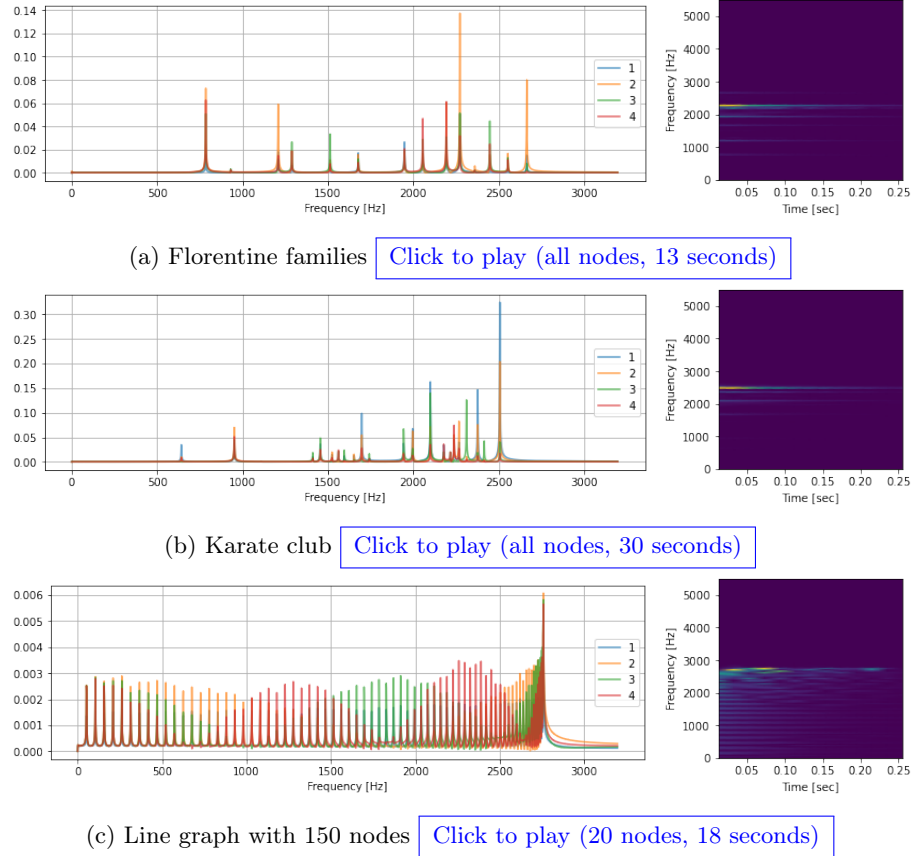 0.14
0.12
0.10
0.08
0.06
0.04
0.02
0.00
0 500 1000 1500 2000 2500 3000
Frequency [Hz]
1
2
3
4
Frequency [Hz]
5000
4000
3000
2000
1000
0
0.05 0.10 0.15 0.20 0.25
Time [sec]
(a) Florentine families Click to play (all nodes, 13 seconds)
0.30
0.25
0.20
0.15
0.10
0.05
0.00
0 500 1000 1500 2000 2500 3000
Frequency [Hz]
1
2
3
4
Frequency [Hz]
5000
4000
3000
2000
1000
0
0.05 0.10 0.15 0.20 0.25
Time [sec]
(b) Karate club Click to play (all nodes, 30 seconds)
0.006
0.005
0.004
0.003
0.002
0.001
0.000
0 500 1000 1500 2000 2500 3000
Frequency [Hz]
1
2
3
4
Frequency [Hz]
5000
4000
3000
2000
1000
0
0.05 0.10 0.15 0.20 0.25
Time [sec]
(c) Line graph with 150 nodes Click to play (20 nodes, 18 seconds)